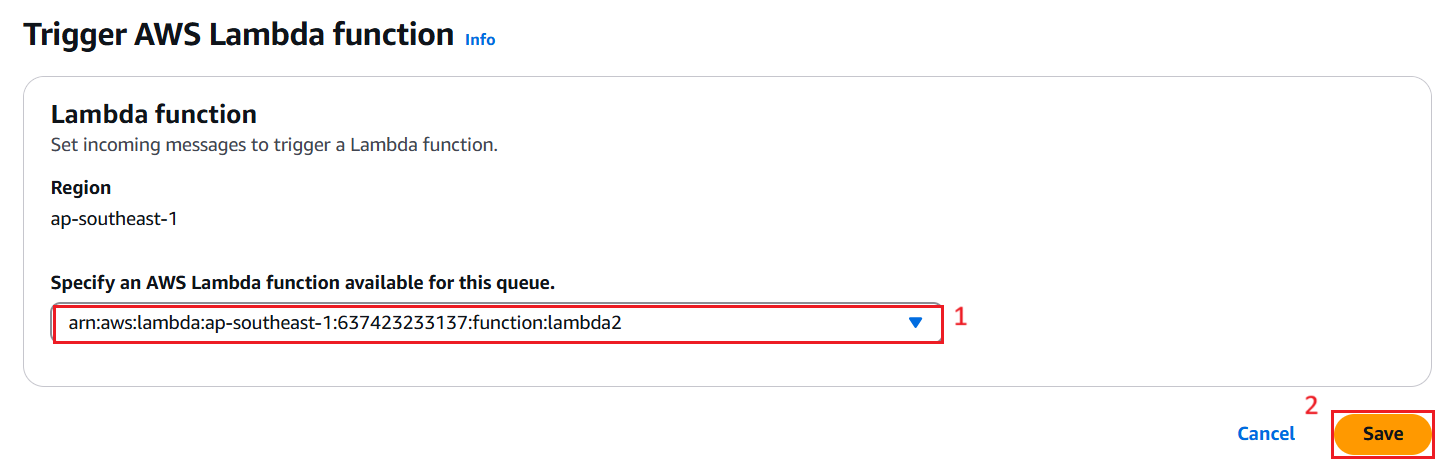 Trigger AWS Lambda function Info
Lambda function
Set incoming messages to trigger a Lambda function.
Region
ap-southeast-1
Specify an AWS Lambda function available for this queue.
arn:aws:lambda:ap-southeast-1:637423233137:function:lambda2
1
2
Cancel Save